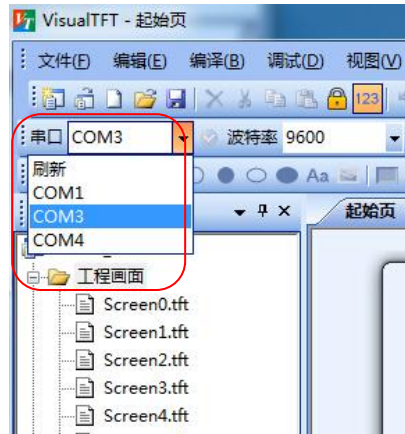 VisualTFT - 起始页
文件(F) 编辑(E) 编译(B) 调试(D) 视图(V)
123
串口 COM3 波特率 9600
刷新
Aa
COM1
COM3
起始页
COM4
工程画面
Screen0.tft
Screen1.tft
Screen2.tft
Screen3.tft
Screen4.tft